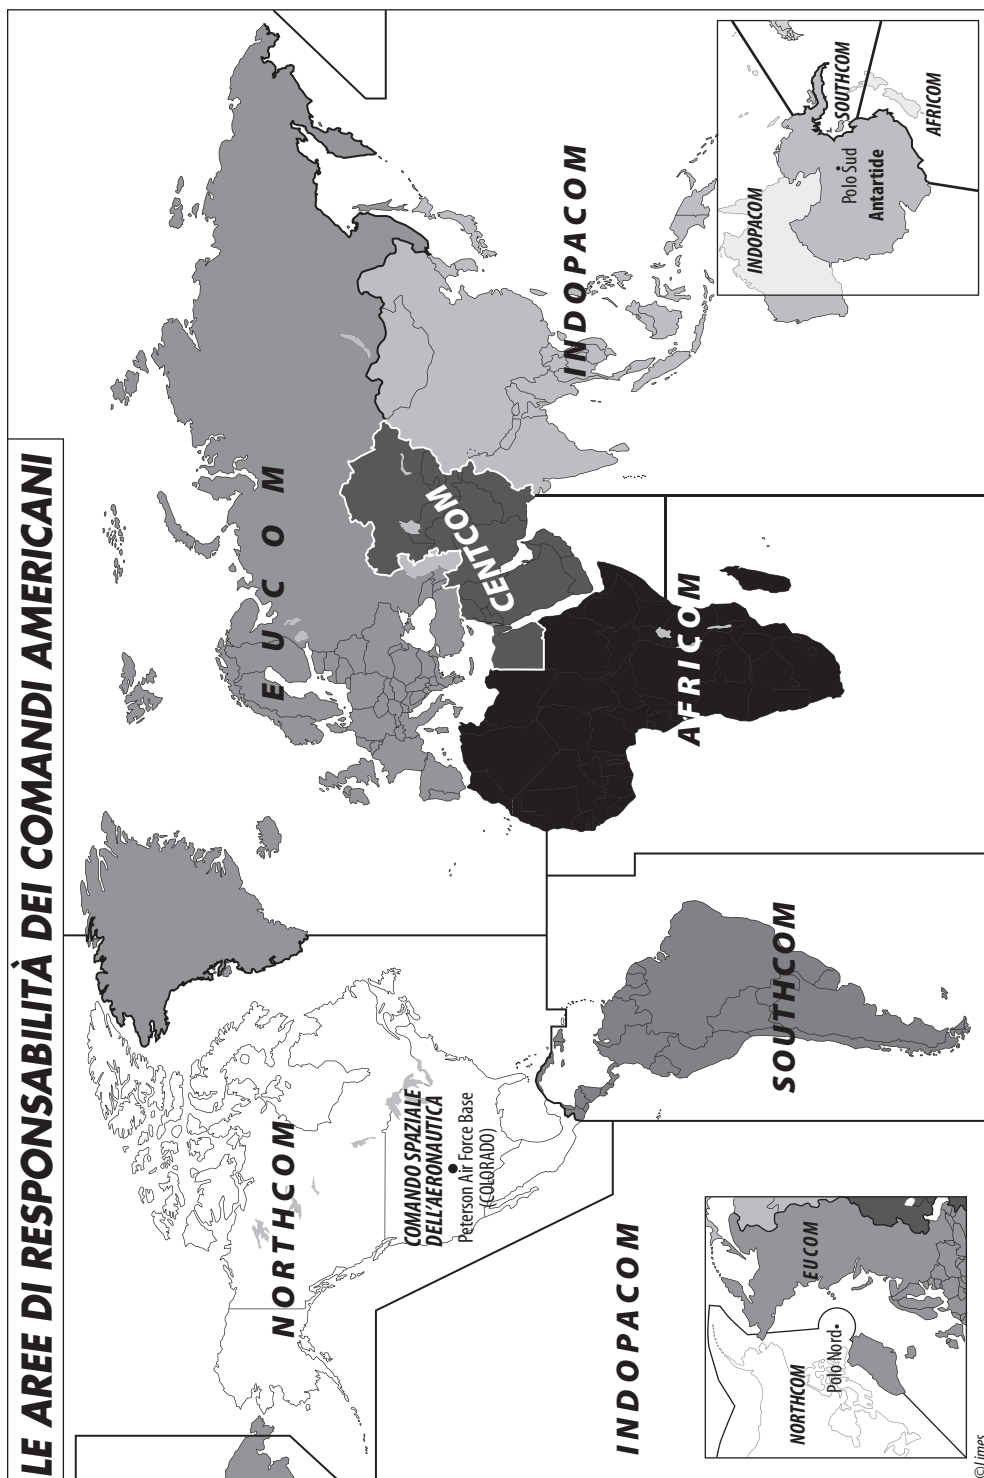 LE AREE DI RESPONSABILITÀ DEI COMANDI AMERICANI
NORTHCOM
COMANDO SPAZIALE
DELL'AERONAUTICA
Peterson Air Force Base
(COLORADO)
EUCOM
CENTCOM
AFRICOM
SOUTHCOM
INDOPACOM
INDOPACOM
NORTHCOM
Polo Nord
EUCOM
INDOPACOM
SOUTHCOM
Polo Sud
Antartide
AFRICOM
©Limes